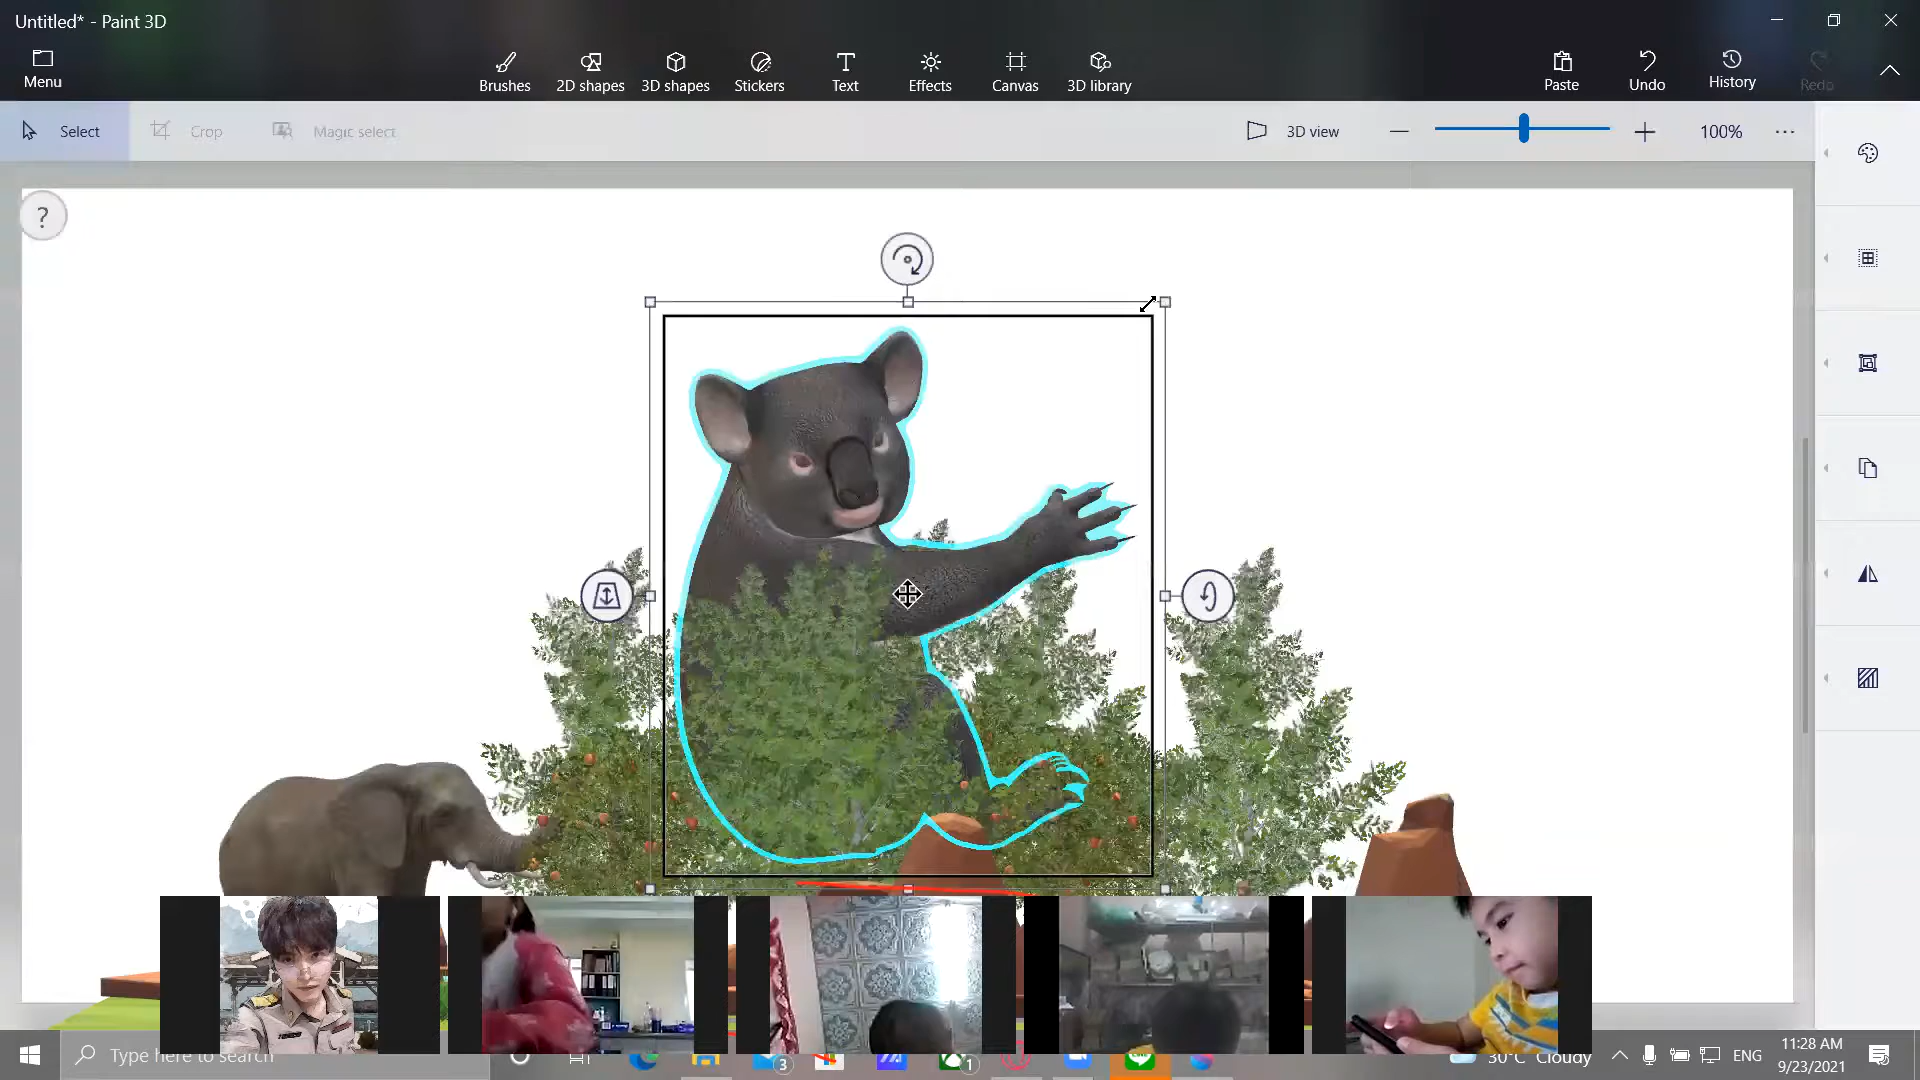 Untitled* - Paint 3D
Menu
Brushes
2D shapes
3D shapes
Stickers
Text
Effects
Canvas
3D library
Paste
Undo
History
Redo
Select
Crop
Magic select
3D view
100%
?
Type here to search
3
1
30°C Cloudy
ENG
11:28 AM
9/23/2021